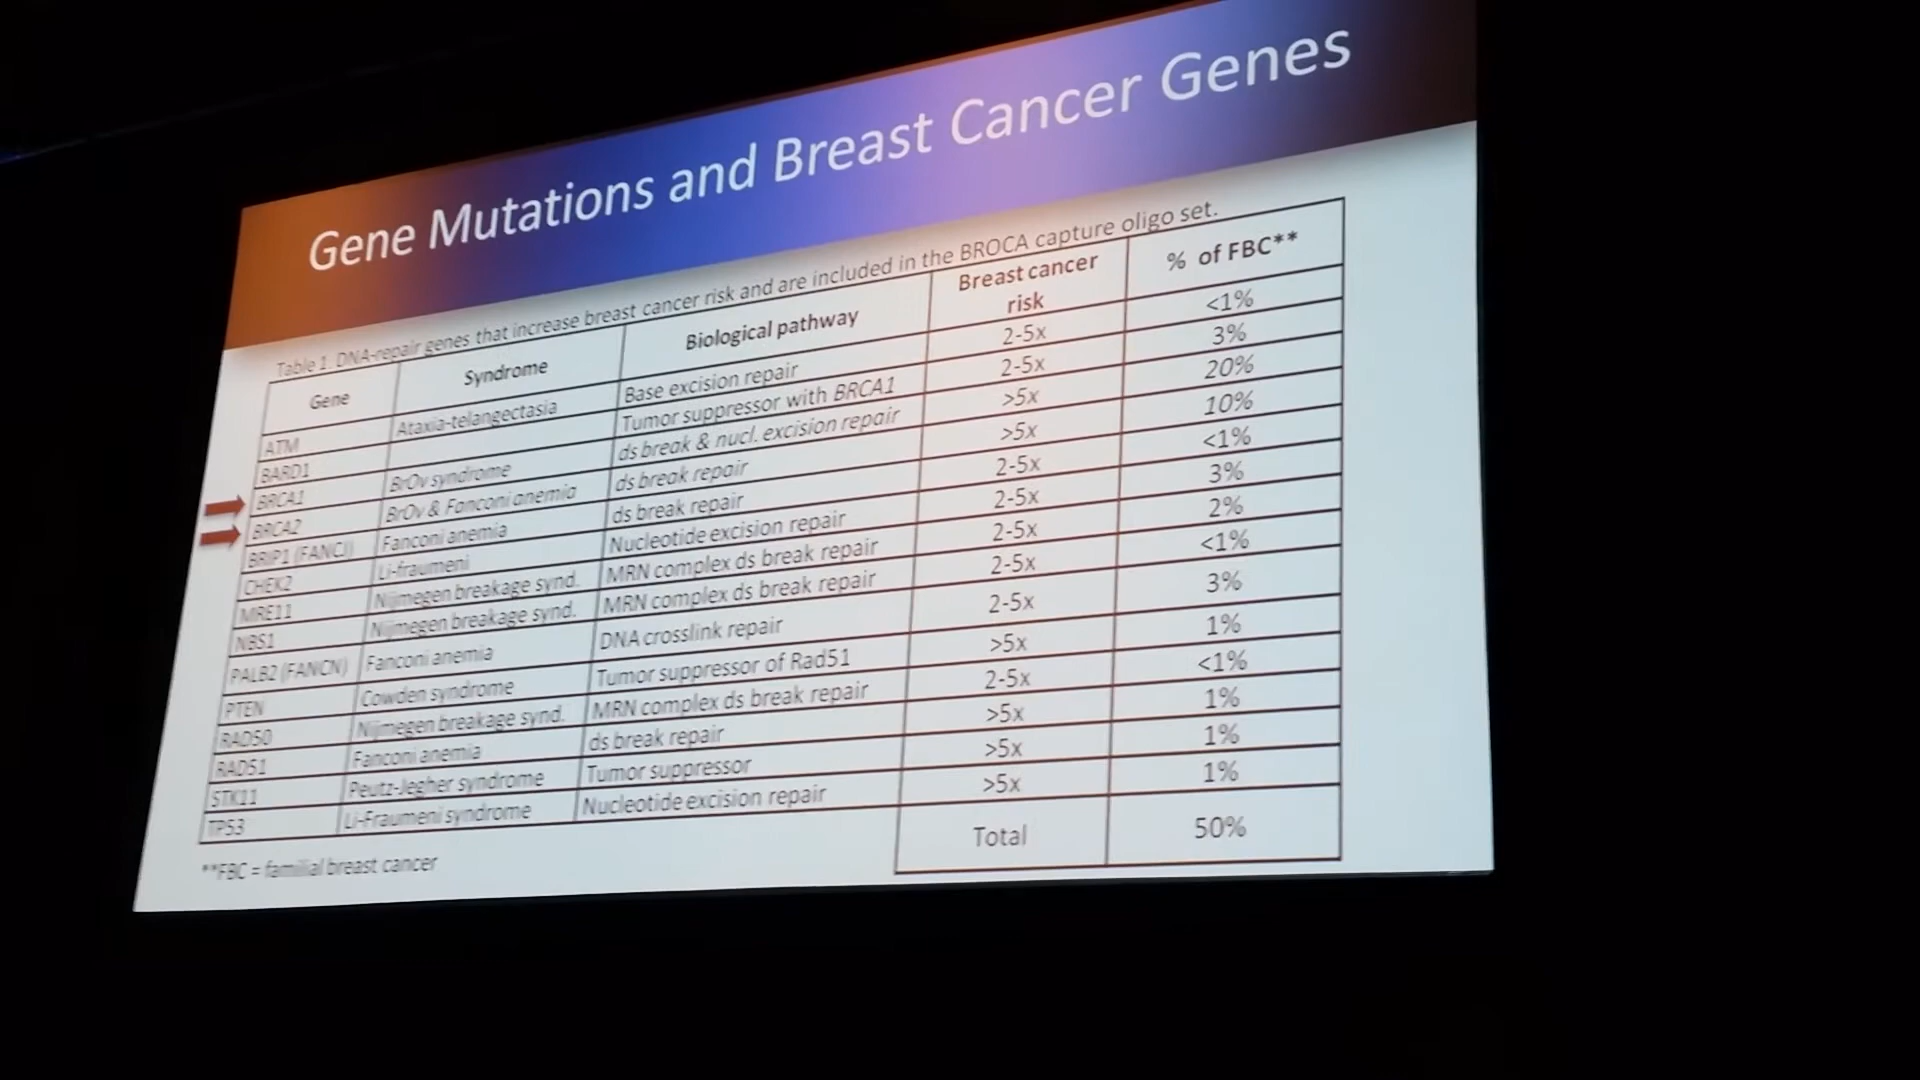 Gene Mutations and Breast Cancer Genes
Table 1. DNA-repair genes that increase breast cancer risk and are included in the BROCA capture oligo set.
Gene Syndrome Biological pathway Breast cancer risk % of FBC**
ATM Ataxia-telangectasia Base excision repair 2-5x <1%
BARD1 Tumor suppressor with BRCA1 2-5x 3%
BRCA1 BrOv syndrome ds break & nucl. excision repair >5x 20%
BRCA2 BrOv & Fanconi anemia ds break repair >5x 10%
BRIP1 (FANCJ) Fanconi anemia ds break repair 2-5x <1%
CHEK2 Li-fraumeni Nucleotide excision repair 2-5x 3%
MRE11 Nijmegen breakage synd. MRN complex ds break repair 2-5x 2%
NBS1 Nijmegen breakage synd. MRN complex ds break repair 2-5x <1%
PALB2 (FANCN) Fanconi anemia DNA crosslink repair 2-5x 3%
PTEN Cowden syndrome Tumor suppressor of Rad51 >5x 1%
RAD50 Nijmegen breakage synd. MRN complex ds break repair 2-5x <1%
RAD51 Fanconi anemia ds break repair >5x 1%
STK11 Peutz-Jegher syndrome Tumor suppressor >5x 1%
TP53 Li-Fraumeni syndrome Nucleotide excision repair >5x 1%
Total 50%
**FBC = familial breast cancer